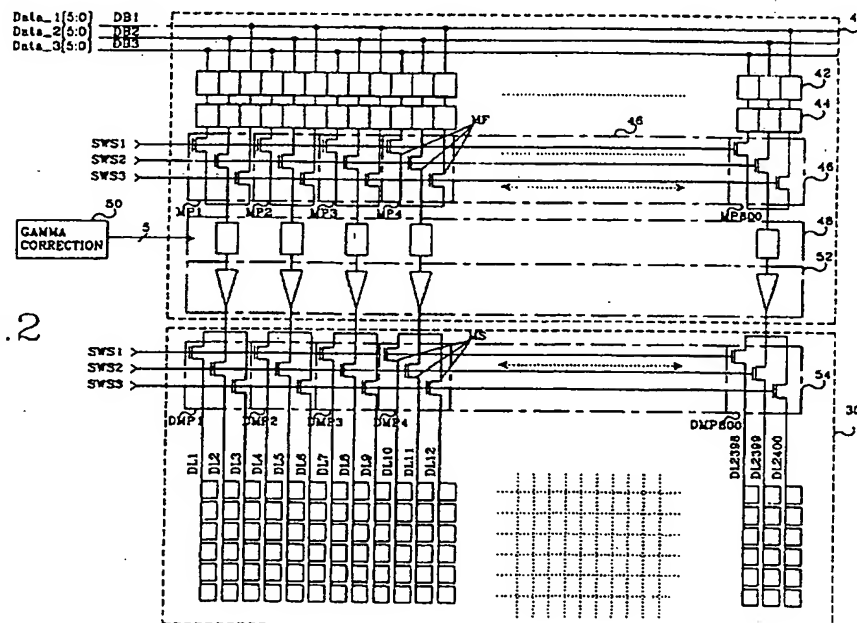 Data_1[5:0] DB1
Data_2[5:0] DB2
Data_3[5:0] DB3
4
42
44
MF
46
SWS1
SWS2
SWS3
46
MP1 MP2 MP3 MP4 MP800
50
GAMMA
CORRECTION
5
48
52
MS
SWS1
SWS2
SWS3
54
30
DMP1 DMP2 DMP3 DMP4 DMP800
DL1 DL2 DL3 DL4 DL5 DL6 DL7 DL8 DL9 DL10 DL11 DL12 DL2398 DL2399 DL2400